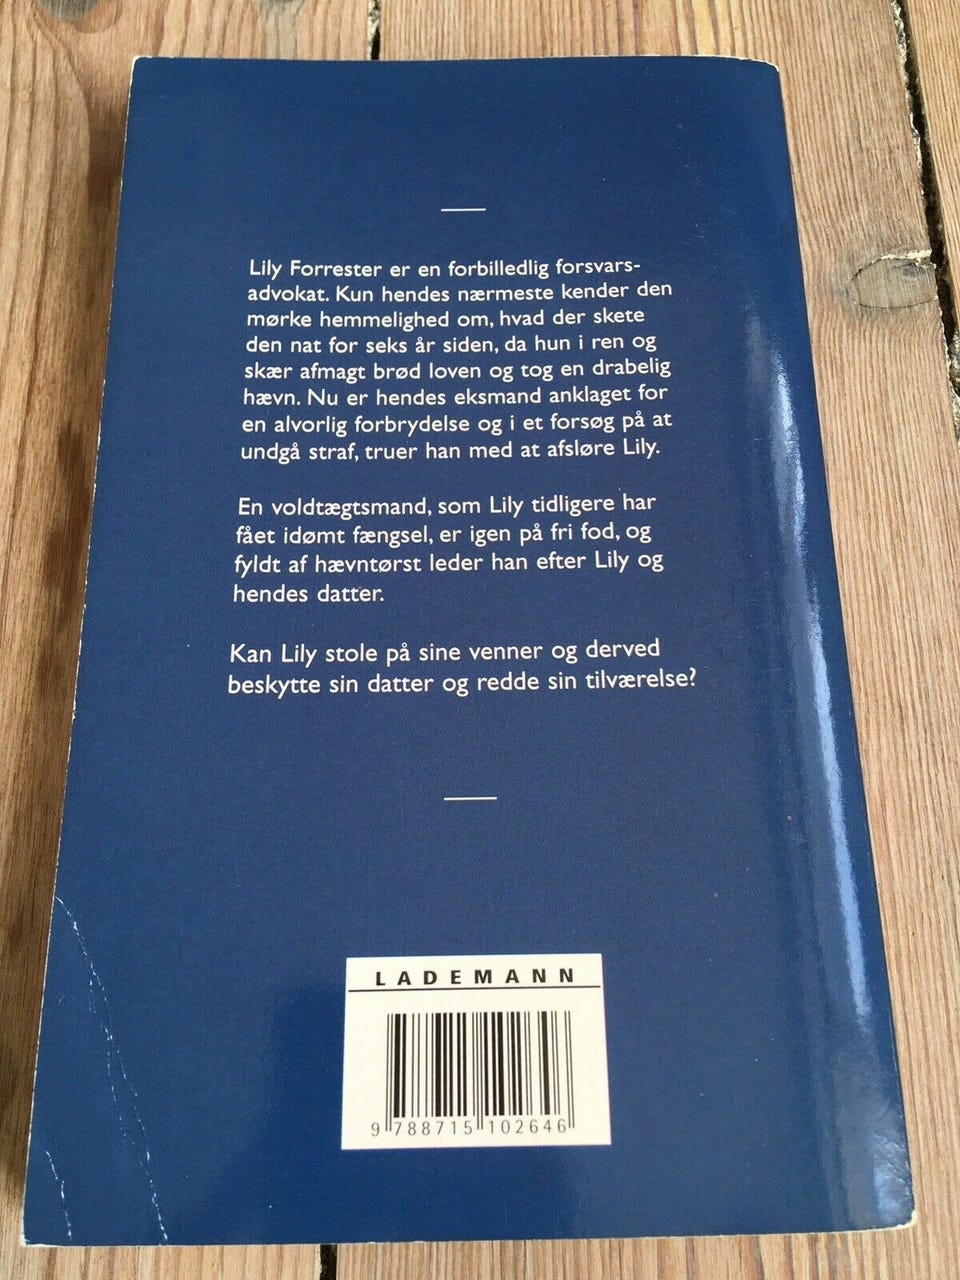 Lily Forrester er en forbilledlig forsvars-
advokat. Kun hendes nærmeste kender den
mørke hemmelighed om, hvad der skete
den nat for seks år siden, da hun i ren og
skær afmagt brød loven og tog en drabelig
hævn. Nu er hendes eksmand anklaget for
en alvorlig forbrydelse og i et forsøg på at
undgå straf, truer han med at afsløre Lily.
En voldtægtsmand, som Lily tidligere har
fået idømt fængsel, er igen på fri fod, og
fyldt af hævntørst leder han efter Lily og
hendes datter.
Kan Lily stole på sine venner og derved
beskytte sin datter og redde sin tilværelse?
LADEMANN
9 788715 102646